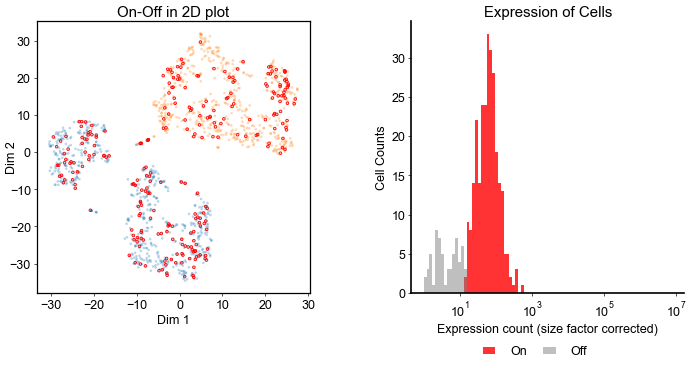 On-Off in 2D plot
30
20
10
0
−10
−20
−30
Dim 2
−30 −20 −10 0 10 20 30
Dim 1
Expression of Cells
30
25
20
15
10
5
0
Cell Counts
10^1 10^3 10^5 10^7
Expression count (size factor corrected)
On Off